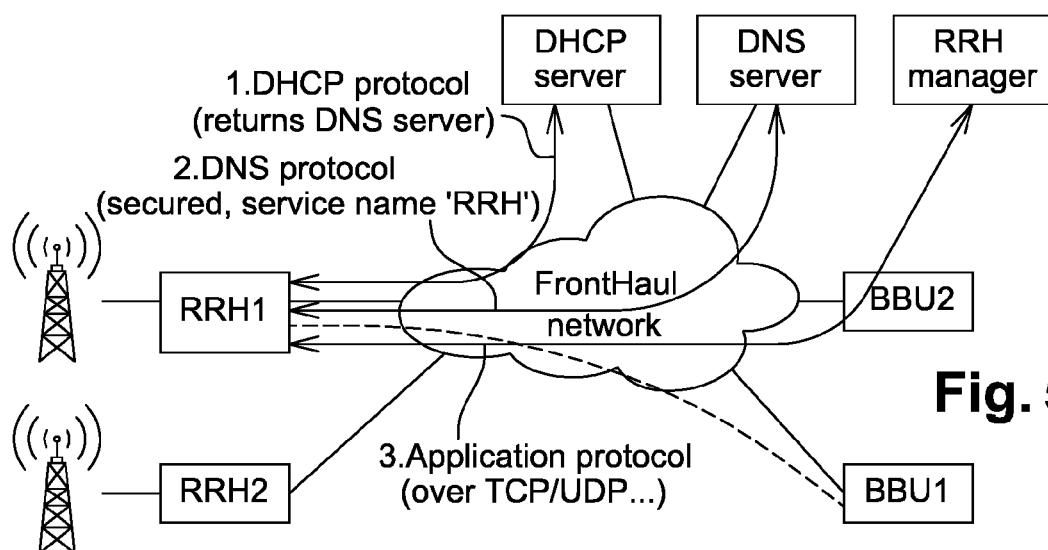 DHCP
server
DNS
server
RRH
manager
1.DHCP protocol
(returns DNS server)
2.DNS protocol
(secured, service name 'RRH')
FrontHaul
network
RRH1
BBU2
Fig. 5
3.Application protocol
(over TCP/UDP...)
RRH2
BBU1